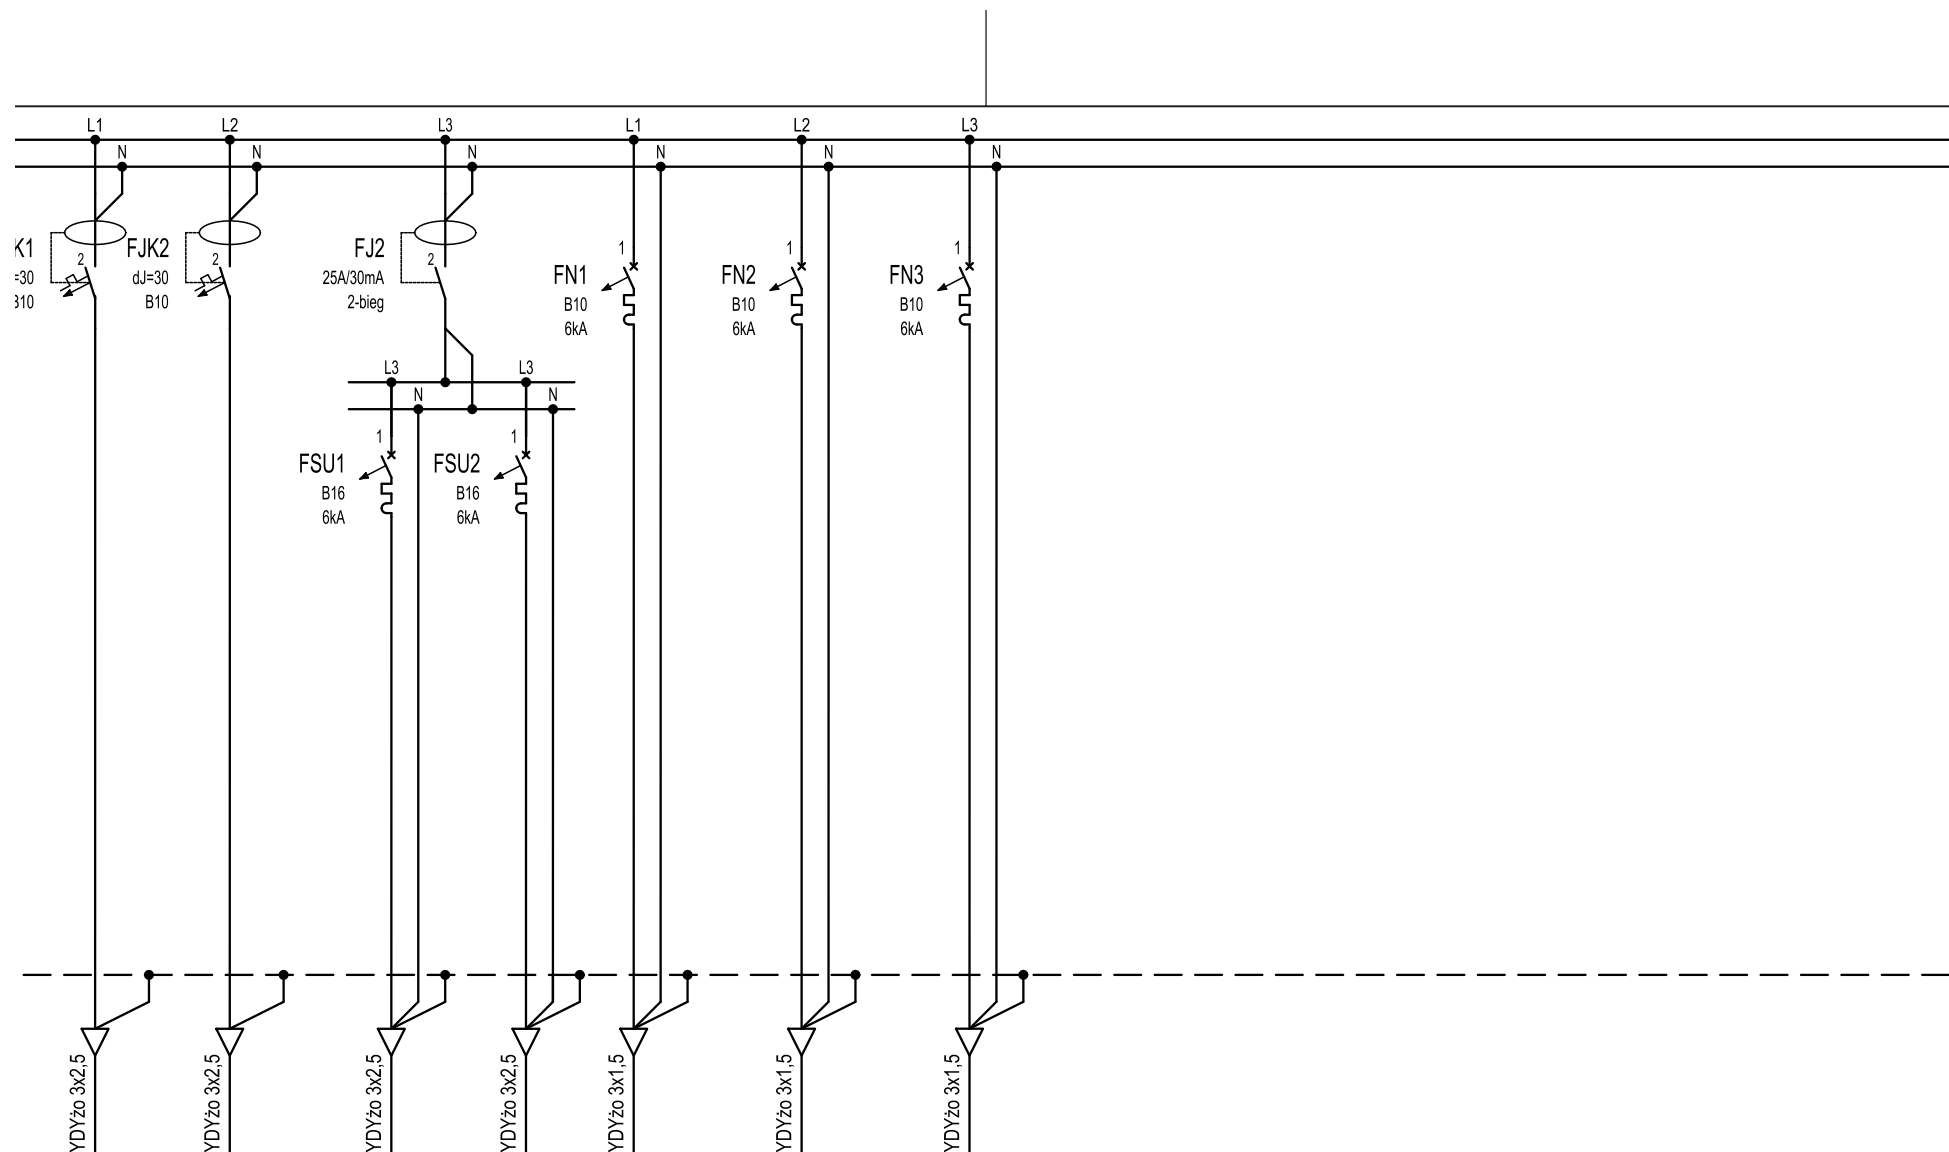 L1
L2
L3
L1
L2
L3
N
N
N
N
N
N
K1
=30
B10
2
FJK2
dJ=30
B10
2
FJ2
25A/30mA
2-bieg
2
FN1
B10
6kA
1
FN2
B10
6kA
1
FN3
B10
6kA
1
L3
L3
N
N
FSU1
B16
6kA
1
FSU2
B16
6kA
1
YDYżo 3x2,5
YDYżo 3x2,5
YDYżo 3x2,5
YDYżo 3x2,5
YDYżo 3x1,5
YDYżo 3x1,5
YDYżo 3x1,5